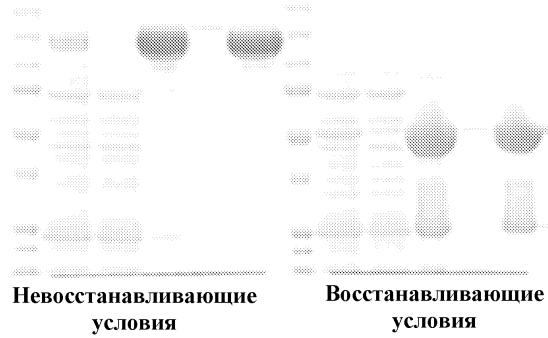 Невосстанавливающие
условия
Восстанавливающие
условия